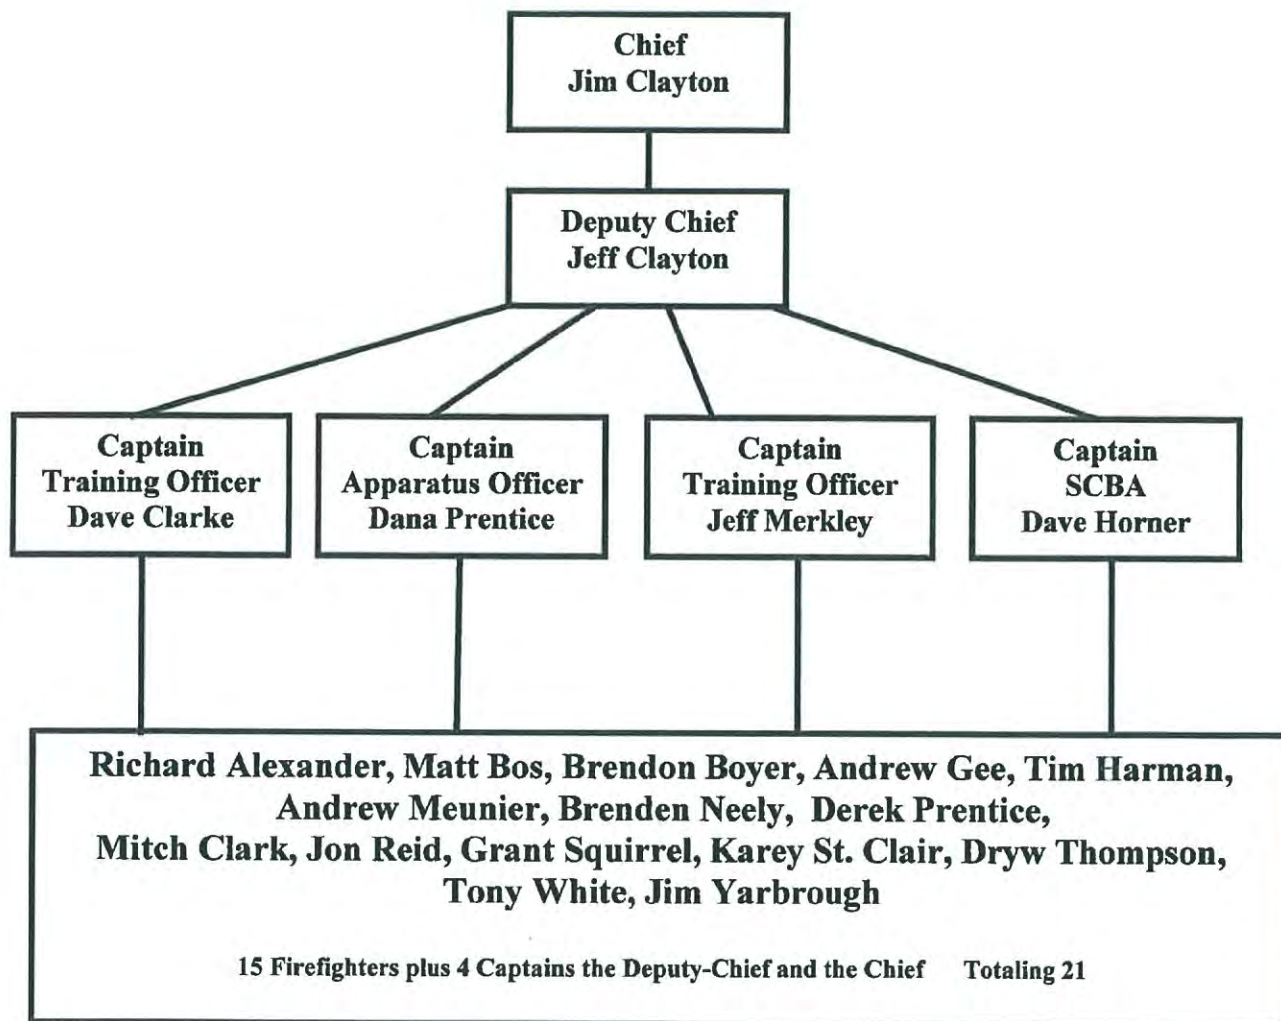 Chief
Jim Clayton
Deputy Chief
Jeff Clayton
Captain
Training Officer
Dave Clarke
Captain
Apparatus Officer
Dana Prentice
Captain
Training Officer
Jeff Merkley
Captain
SCBA
Dave Horner
Richard Alexander, Matt Bos, Brendon Boyer, Andrew Gee, Tim Harman,
Andrew Meunier, Brenden Neely, Derek Prentice,
Mitch Clark, Jon Reid, Grant Squirrel, Karey St. Clair, Dryw Thompson,
Tony White, Jim Yarbrough
15 Firefighters plus 4 Captains the Deputy-Chief and the Chief Totaling 21